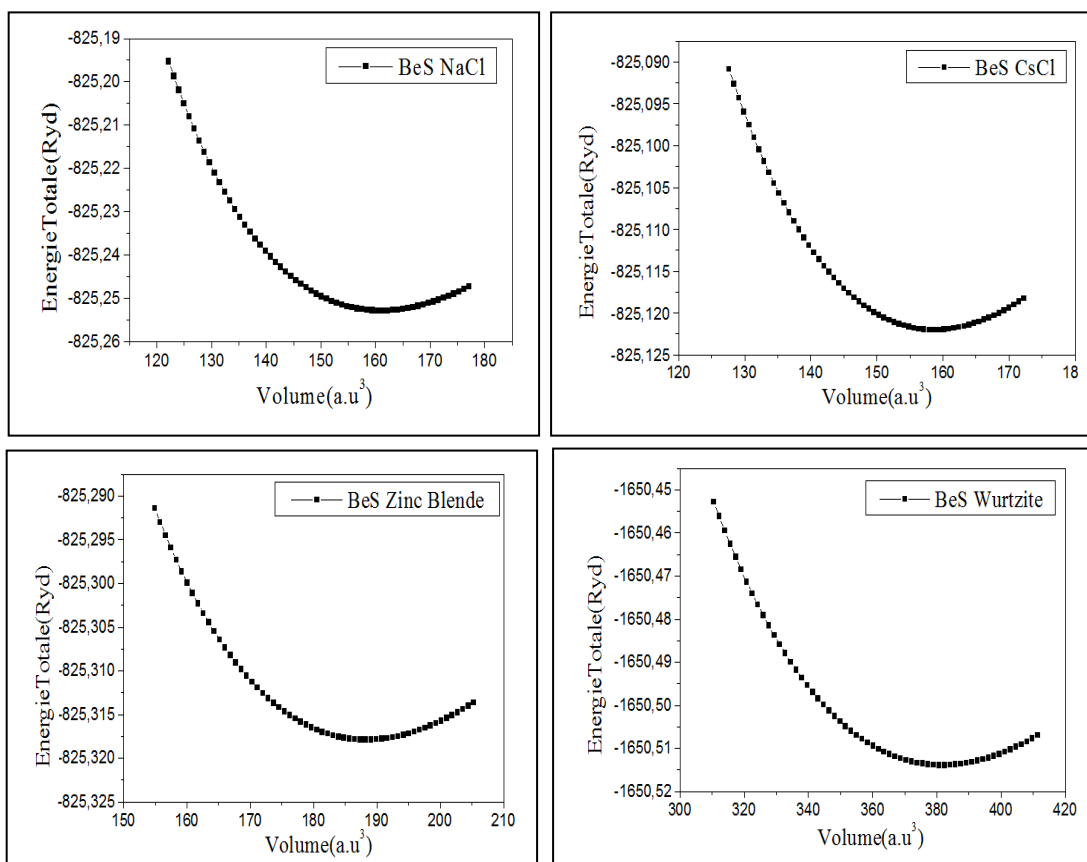 BeS NaCl
EnergieTotale(Ryd)
-825,19
-825,20
-825,21
-825,22
-825,23
-825,24
-825,25
-825,26
120 130 140 150 160 170 180
Volume(a.u³)
BeS CsCl
EnergieTotale(Ryd)
-825,090
-825,095
-825,100
-825,105
-825,110
-825,115
-825,120
-825,125
120 130 140 150 160 170 18
Volume(a.u³)
BeS Zinc Blende
EnergieTotale(Ryd)
-825,290
-825,295
-825,300
-825,305
-825,310
-825,315
-825,320
-825,325
150 160 170 180 190 200 210
Volume(a.u³)
BeS Wurtzite
EnergieTotale(Ryd)
-1650,45
-1650,46
-1650,47
-1650,48
-1650,49
-1650,50
-1650,51
-1650,52
300 320 340 360 380 400 420
Volume(a.u³)